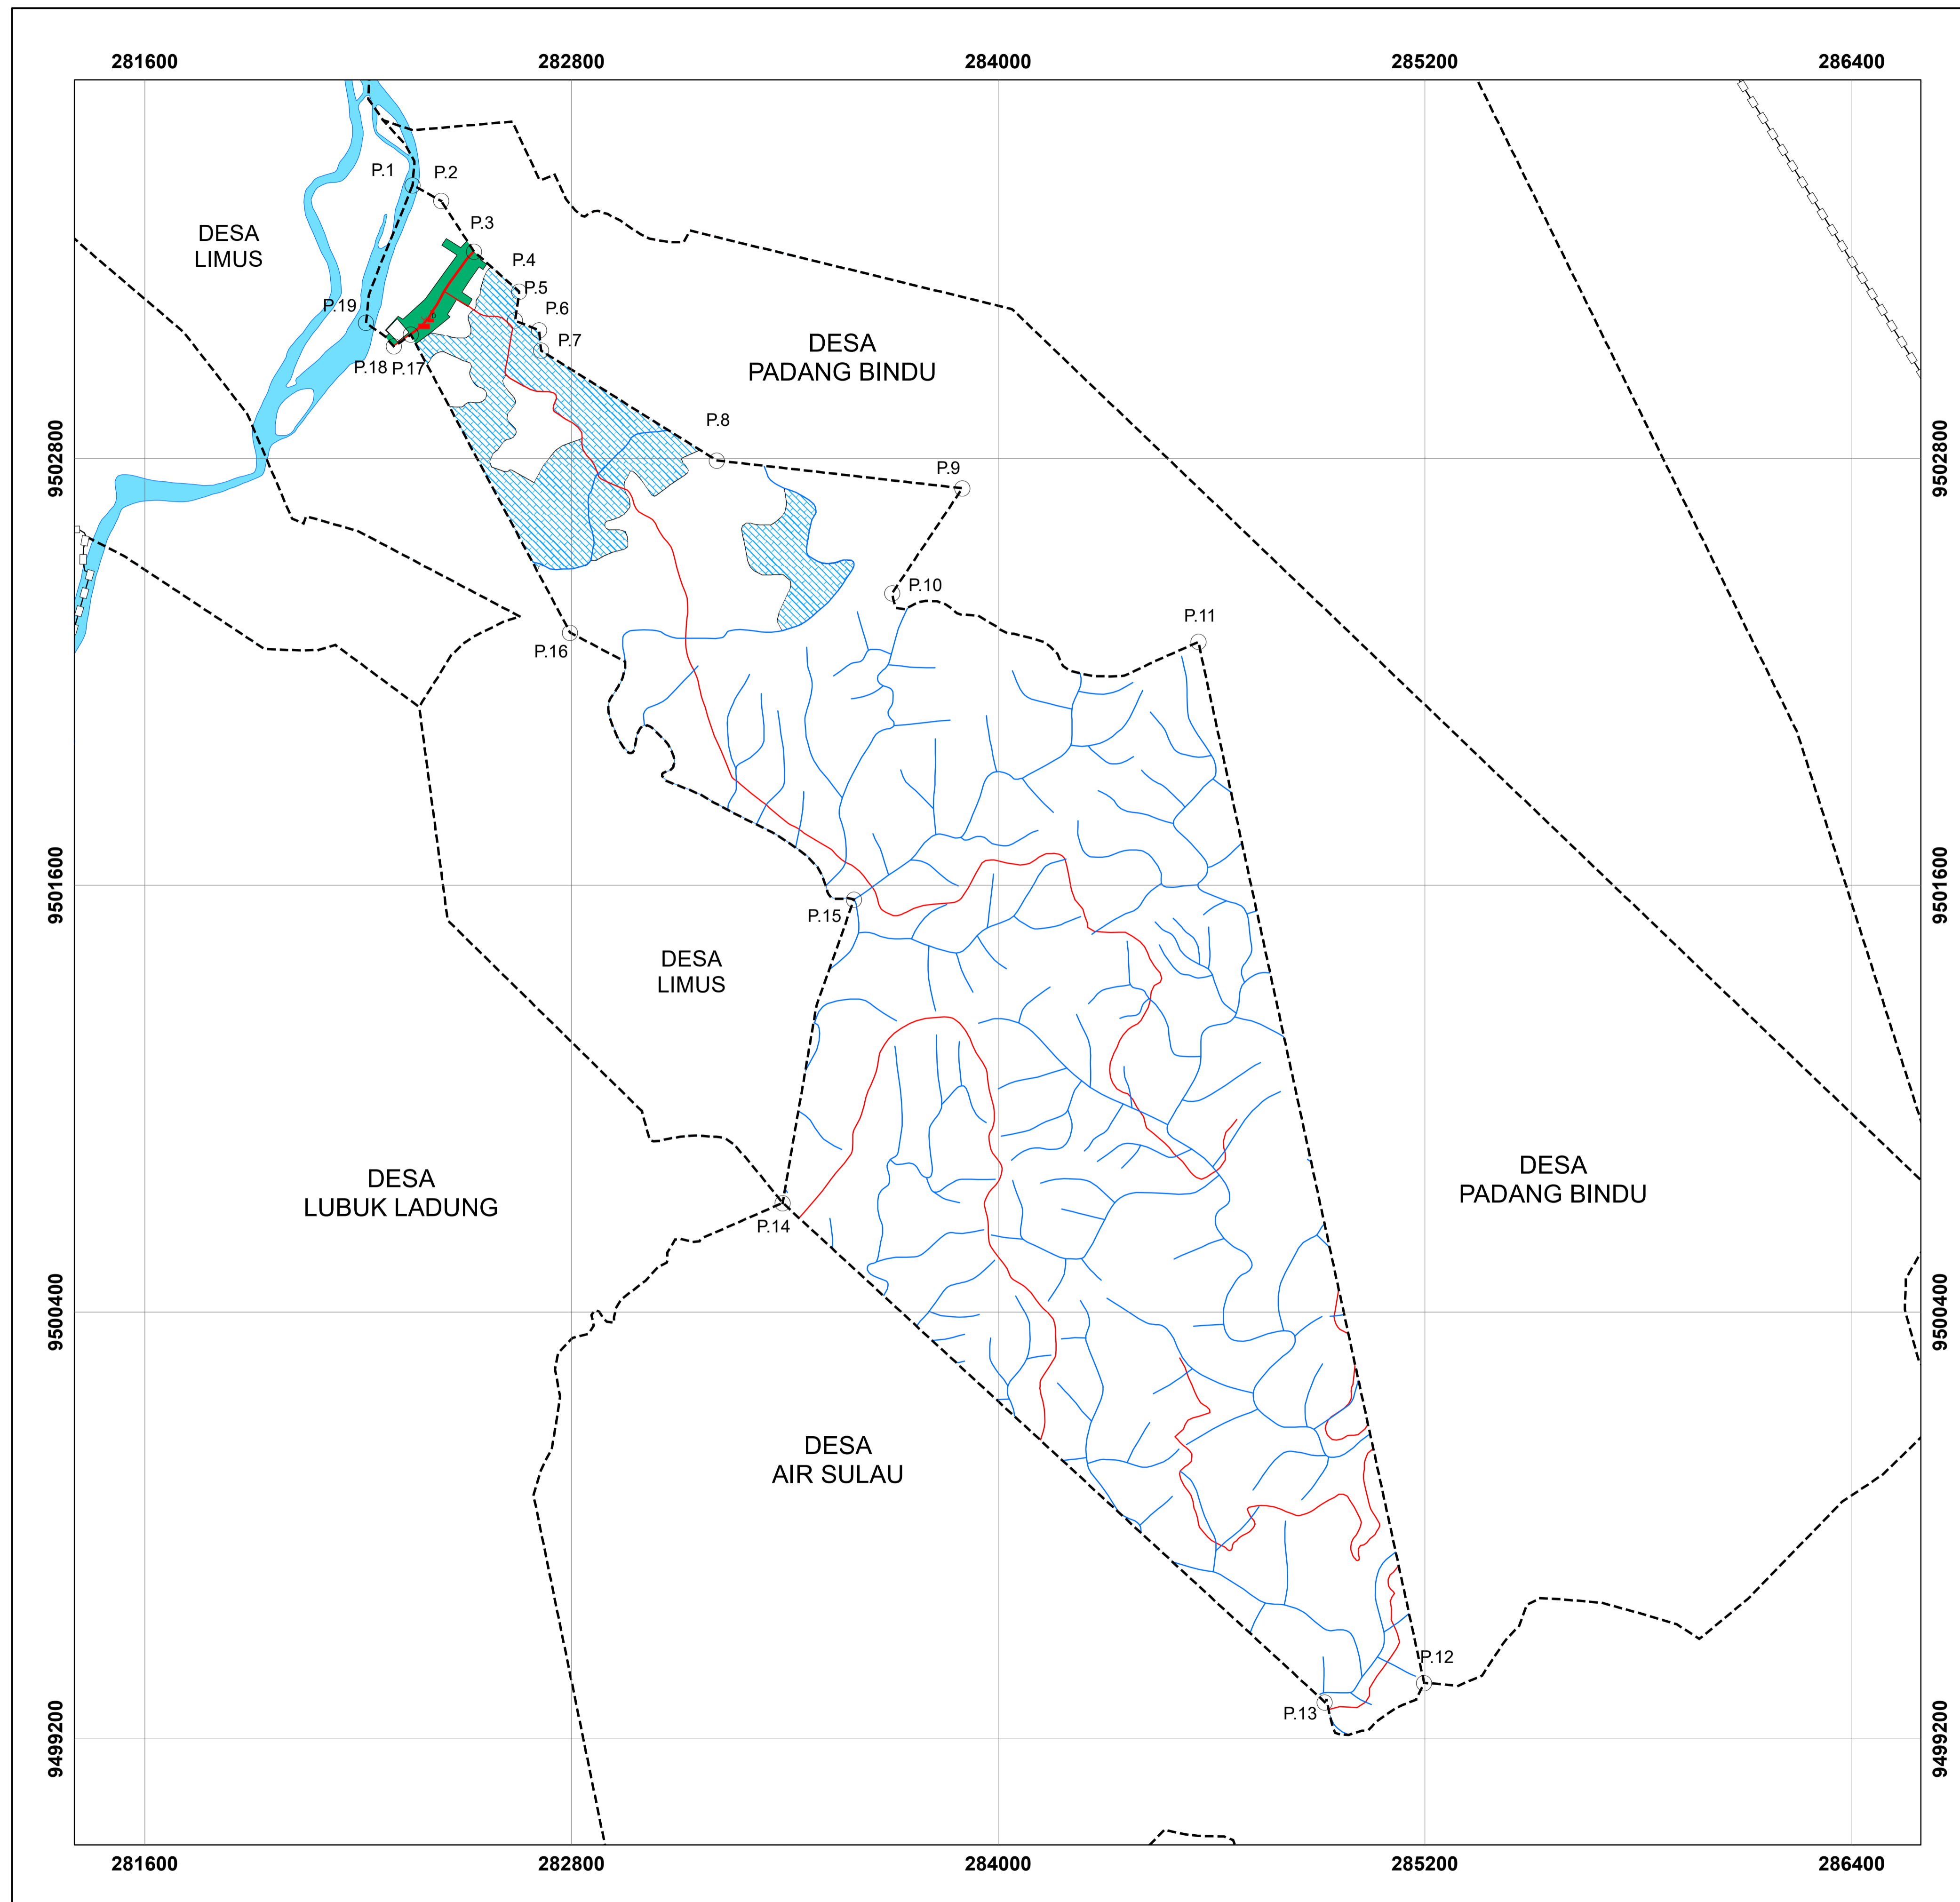 281600
282800
284000
285200
286400
P.1
P.2
P.3
DESA
LIMUS
P.4
P.5
P.19
P.6
P.7
P.18
P.17
DESA
PADANG BINDU
P.8
9502800
P.9
9502800
P.10
P.11
P.16
9501600
9501600
P.15
DESA
LIMUS
DESA
LUBUK LADUNG
DESA
PADANG BINDU
P.14
9500400
9500400
DESA
AIR SULAU
P.12
P.13
9499200
9499200
281600
282800
284000
285200
286400